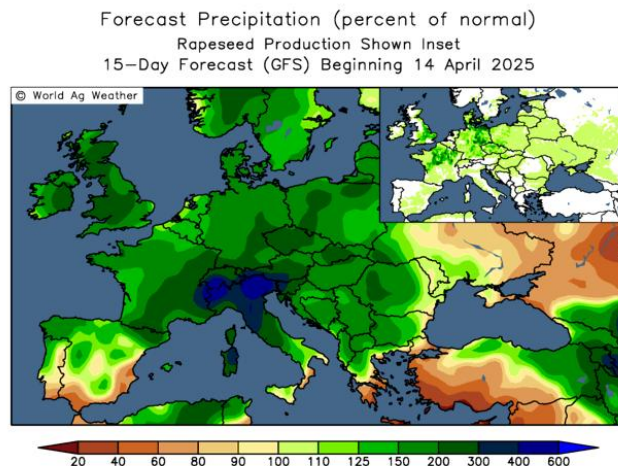 Forecast Precipitation (percent of normal)
Rapeseed Production Shown Inset
15-Day Forecast (GFS) Beginning 14 April 2025
© World Ag Weather
20 40 60 80 90 100 110 125 150 200 300 400 600